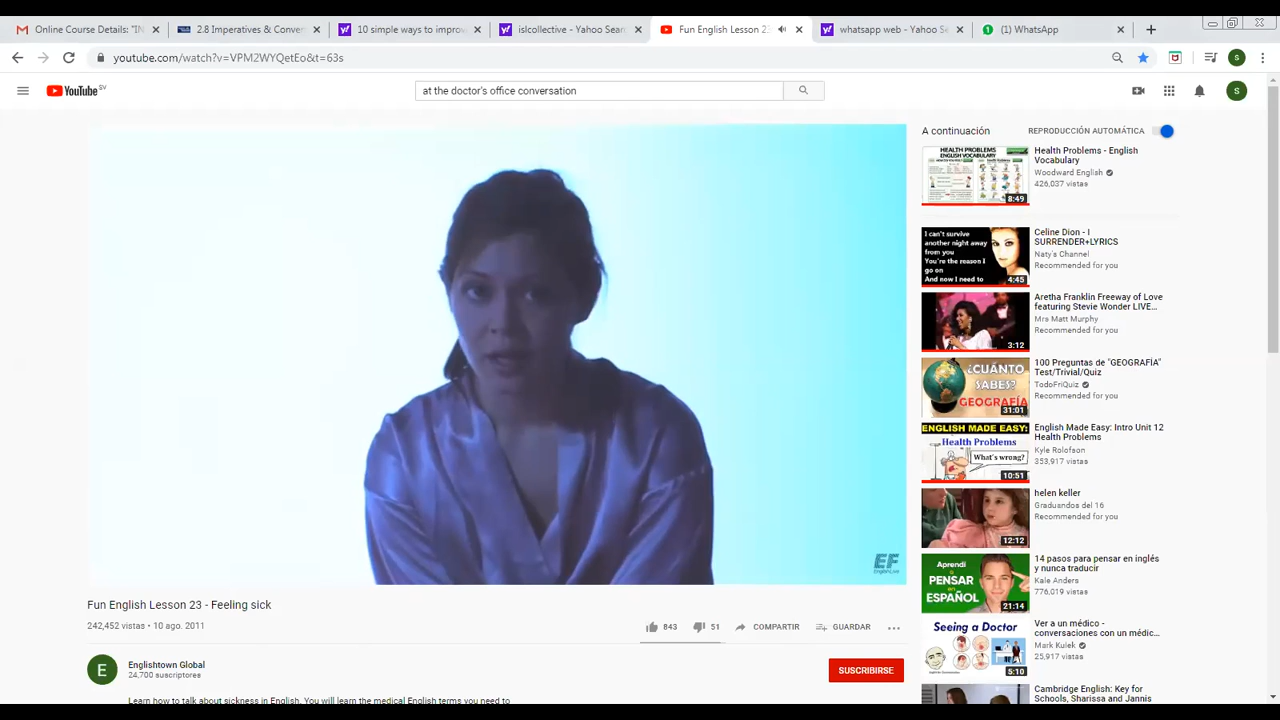 Online Course Details: "IN
2.8 Imperatives & Conver
10 simple ways to improv
islcollective - Yahoo Sear
Fun English Lesson 23
whatsapp web - Yahoo Se
(1) WhatsApp
youtube.com/watch?v=VPM2WYQetEo&t=63s
YouTube SV
at the doctor's office conversation
A continuación
REPRODUCCIÓN AUTOMÁTICA
HEALTH PROBLEMS
ENGLISH VOCABULARY
8:49
Health Problems - English
Vocabulary
Woodward English
426,037 vistas
I can't survive
another night away
from you
You're the reason I
go on
And now I need to
4:45
Celine Dion - I
SURRENDER+LYRICS
Naty's Channel
Recommended for you
3:12
Aretha Franklin Freeway of Love
featuring Stevie Wonder LIVE...
Mrs Matt Murphy
Recommended for you
¿CUÁNTO
SABES?
GEOGRAFÍA
31:01
100 Preguntas de "GEOGRAFÍA"
Test/Trivial/Quiz
TodoFriQuiz
Recommended for you
ENGLISH MADE EASY:
Health Problems
What's wrong?
10:51
English Made Easy: Intro Unit 12
Health Problems
Kyle Rolofson
353,917 vistas
12:12
helen keller
Graduandos del 16
Recommended for you
Aprendí
a
PENSAR
en
ESPAÑOL
21:14
14 pasos para pensar en inglés
y nunca traducir
Kale Anders
776,019 vistas
Seeing a Doctor
5:10
Ver a un médico -
conversaciones con un médic...
Mark Kulek
25,917 vistas
Cambridge English: Key for
Schools, Sharissa and Jannis
EF
EnglishLive
Fun English Lesson 23 - Feeling sick
242,452 vistas • 10 ago. 2011
843
51
COMPARTIR
GUARDAR
E
Englishtown Global
24,700 suscriptores
SUSCRIBIRSE
Learn how to talk about sickness in English. You will learn the medical English terms you need to